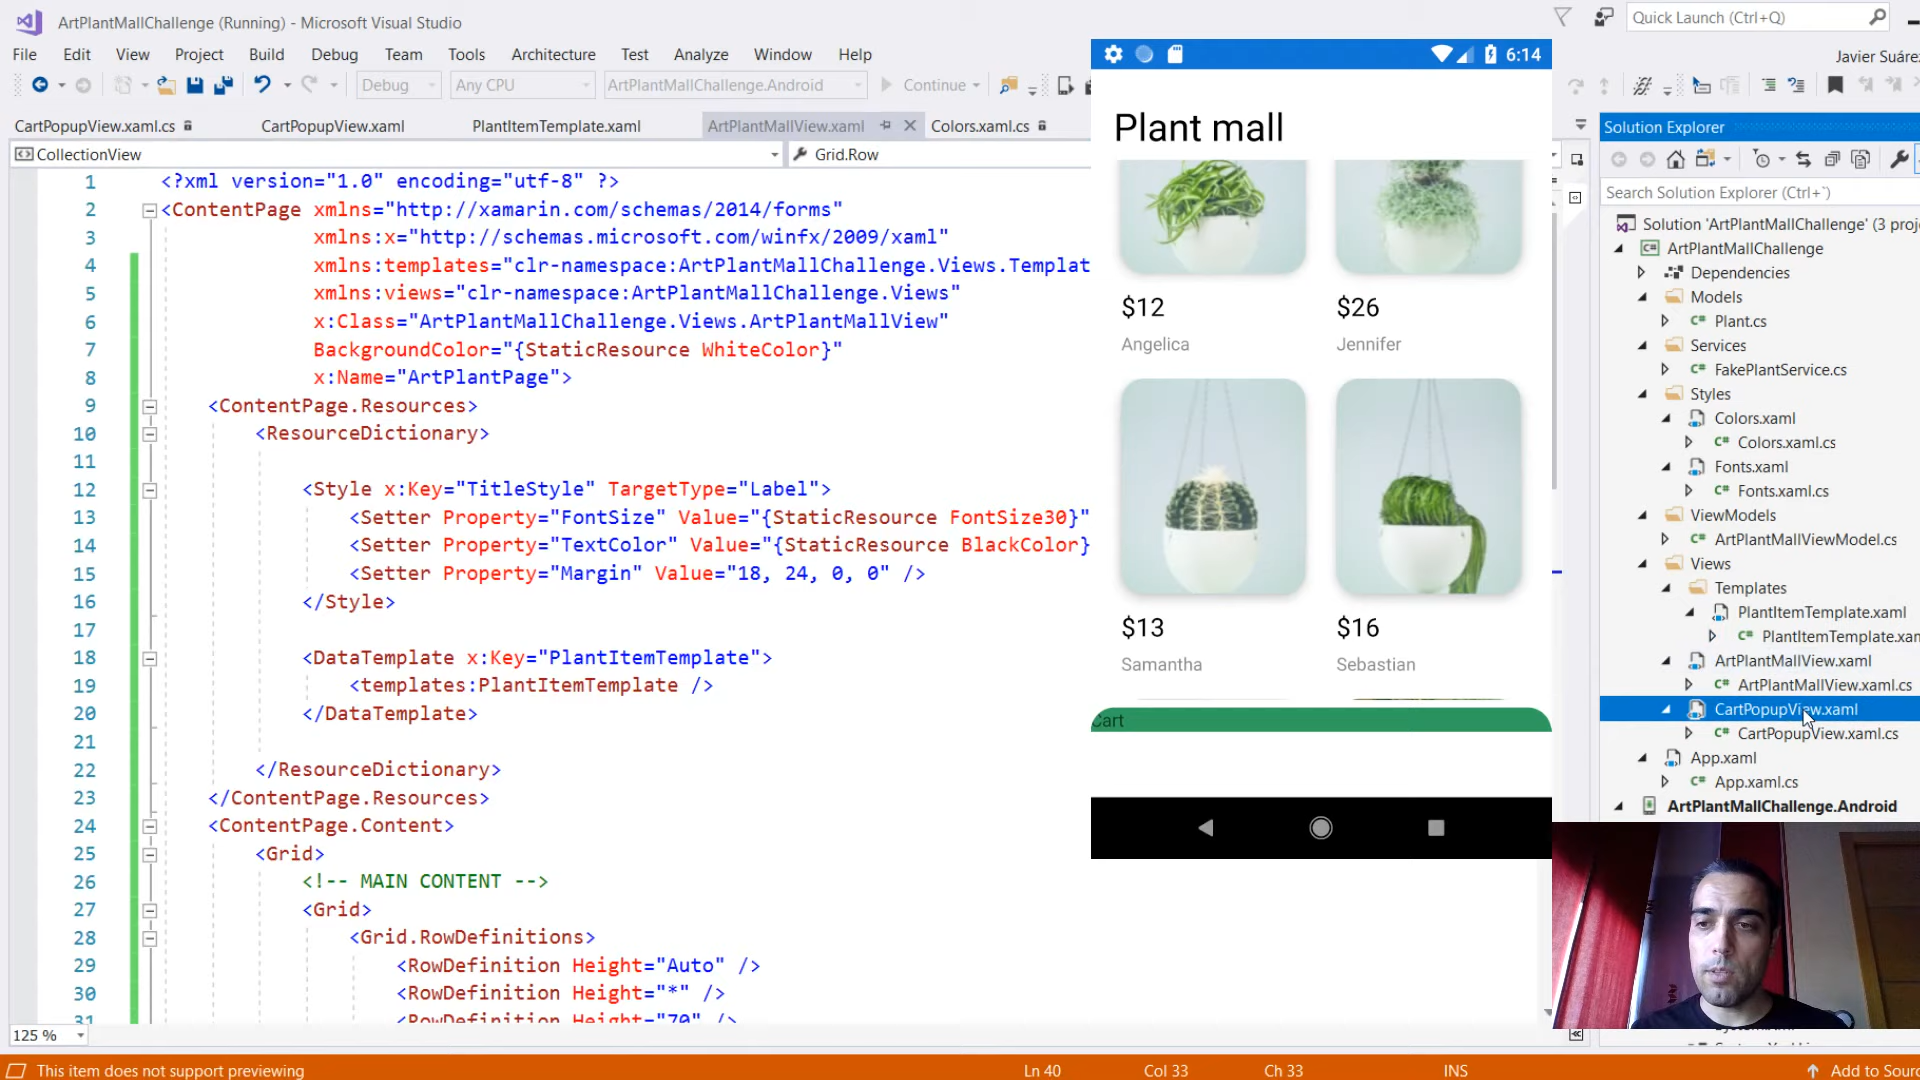 ArtPlantMallChallenge (Running) - Microsoft Visual Studio
Quick Launch (Ctrl+Q)
File Edit View Project Build Debug Team Tools Architecture Test Analyze Window Help
Javier Suáre
Debug Any CPU ArtPlantMallChallenge.Android Continue
CartPopupView.xaml.cs CartPopupView.xaml PlantItemTemplate.xaml ArtPlantMallView.xaml Colors.xaml.cs
CollectionView Grid.Row
1 <?xml version="1.0" encoding="utf-8" ?>
2 <ContentPage xmlns="http://xamarin.com/schemas/2014/forms"
3 xmlns:x="http://schemas.microsoft.com/winfx/2009/xaml"
4 xmlns:templates="clr-namespace:ArtPlantMallChallenge.Views.Templat
5 xmlns:views="clr-namespace:ArtPlantMallChallenge.Views"
6 x:Class="ArtPlantMallChallenge.Views.ArtPlantMallView"
7 BackgroundColor="{StaticResource WhiteColor}"
8 x:Name="ArtPlantPage">
9 <ContentPage.Resources>
10 <ResourceDictionary>
11
12 <Style x:Key="TitleStyle" TargetType="Label">
13 <Setter Property="FontSize" Value="{StaticResource FontSize30}"
14 <Setter Property="TextColor" Value="{StaticResource BlackColor}
15 <Setter Property="Margin" Value="18, 24, 0, 0" />
16 </Style>
17
18 <DataTemplate x:Key="PlantItemTemplate">
19 <templates:PlantItemTemplate />
20 </DataTemplate>
21
22 </ResourceDictionary>
23 </ContentPage.Resources>
24 <ContentPage.Content>
25 <Grid>
26 <!-- MAIN CONTENT -->
27 <Grid>
28 <Grid.RowDefinitions>
29 <RowDefinition Height="Auto" />
30 <RowDefinition Height="*" />
31 <RowDefinition Height="70" />
125 %
This item does not support previewing
Ln 40 Col 33 Ch 33 INS
Add to Sourc
6:14
Plant mall
$12 $26
Angelica Jennifer
$13 $16
Samantha Sebastian
Cart
Solution Explorer
Search Solution Explorer (Ctrl+¨)
Solution 'ArtPlantMallChallenge' (3 proj
ArtPlantMallChallenge
Dependencies
Models
C# Plant.cs
Services
C# FakePlantService.cs
Styles
Colors.xaml
C# Colors.xaml.cs
Fonts.xaml
C# Fonts.xaml.cs
ViewModels
C# ArtPlantMallViewModel.cs
Views
Templates
PlantItemTemplate.xaml
C# PlantItemTemplate.xam
ArtPlantMallView.xaml
C# ArtPlantMallView.xaml.cs
CartPopupView.xaml
C# CartPopupView.xaml.cs
App.xaml
C# App.xaml.cs
ArtPlantMallChallenge.Android